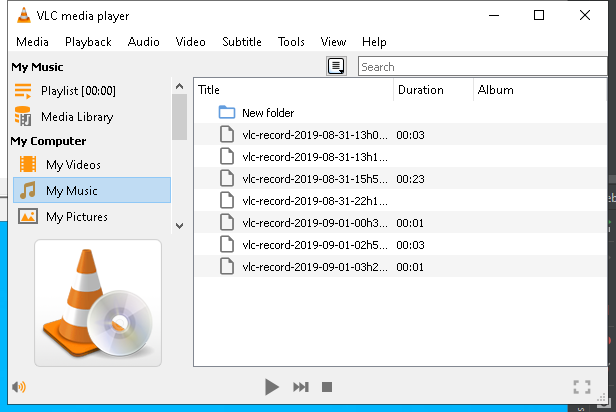 VLC media player
Media Playback Audio Video Subtitle Tools View Help
My Music
Search
Playlist [00:00]
Media Library
My Computer
My Videos
My Music
My Pictures
Title Duration Album
New folder
vlc-record-2019-08-31-13h0... 00:03
vlc-record-2019-08-31-13h1...
vlc-record-2019-08-31-15h5... 00:23
vlc-record-2019-08-31-22h1...
vlc-record-2019-09-01-00h3... 00:01
vlc-record-2019-09-01-02h5... 00:03
vlc-record-2019-09-01-03h2... 00:01